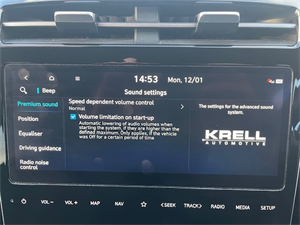 14:53 Mon, 12/01
Beep
Sound settings
Premium sound
Position
Equaliser
Driving guidance
Radio noise
control
Speed dependent volume control
Normal
Volume limitation on start-up
Automatic lowering of audio volumes when
starting the system, if they are higher than the
defined maximum. Only applies, if the vehicle
was Off for a certain period of time
The settings for the advanced sound
system.
KRELL
AUTOMOTIVE
VOL− VOL+ MAP NAV ☆ <SEEK TRACK> RADIO MEDIA SETUP